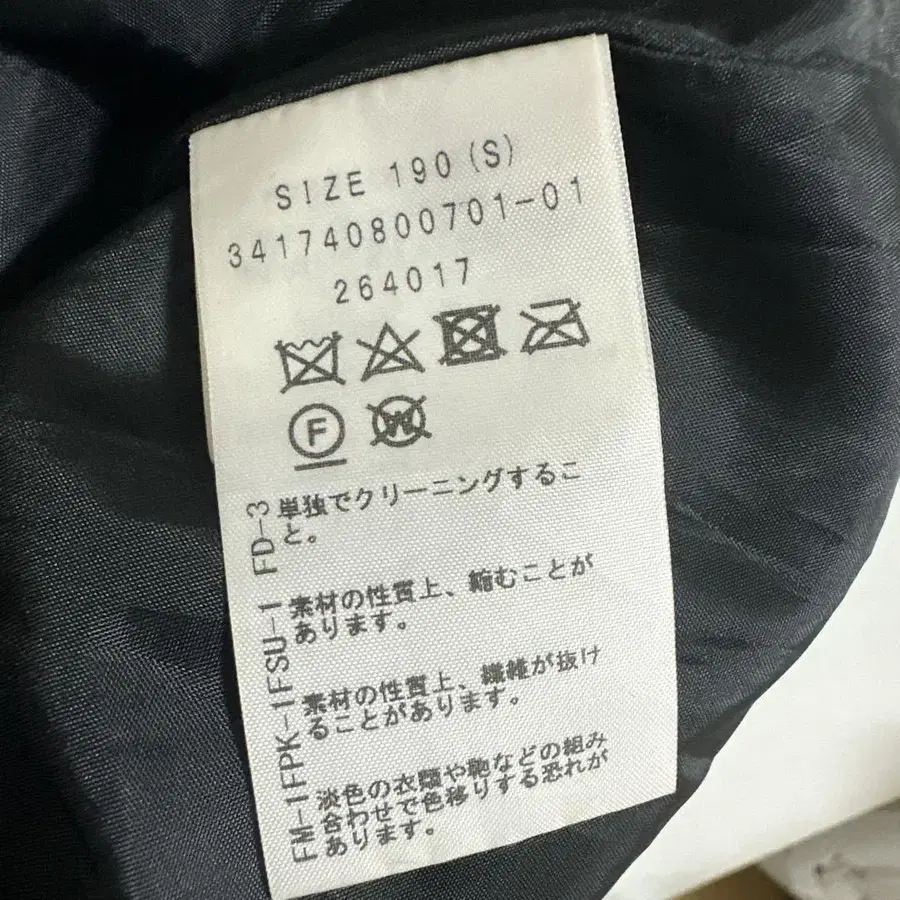 SIZE 190 (S)
341740800701-01
264017
F W
FD-3 単独でクリーニングするこ
と。
FSU-1 素材の性質上、縮むことが
あります。
FPK-1 素材の性質上、繊維が抜け
ることがあります。
FM-1 淡色の衣類や鞄などの組み
合わせで色移りする恐れが
あります。